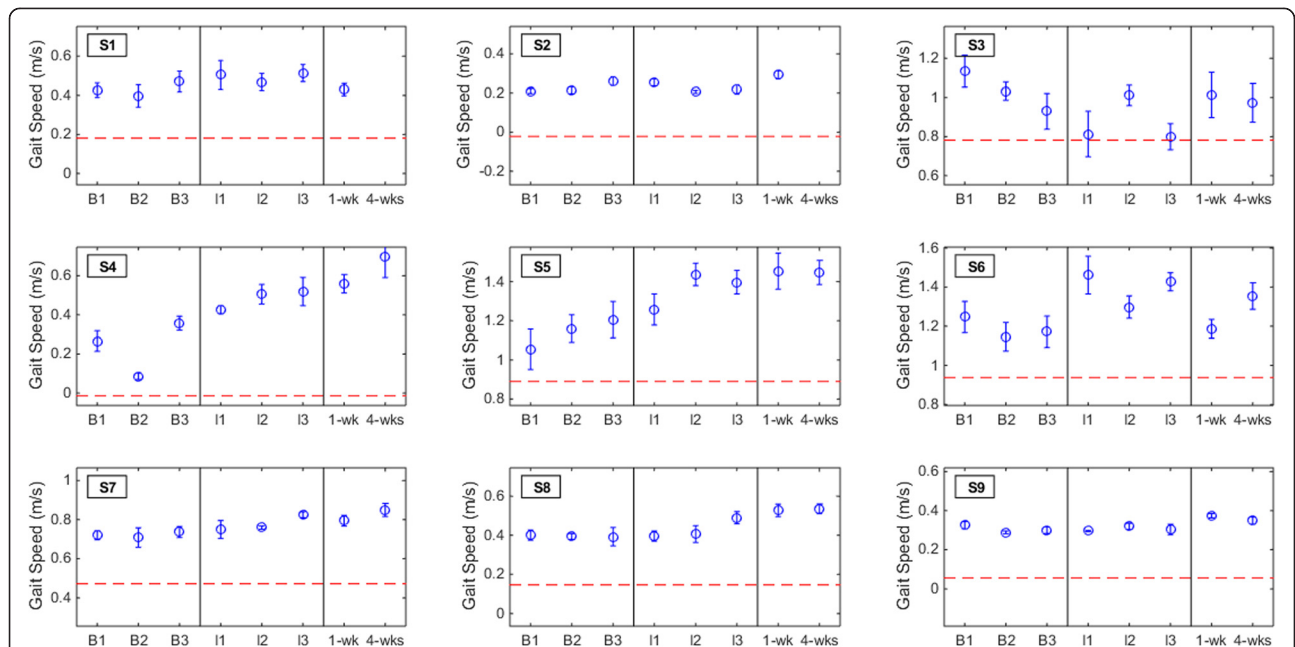 S1
Gait Speed (m/s)
0.6
0.4
0.2
0
B1 B2 B3 I1 I2 I3 1-wk 4-wks
S2
Gait Speed (m/s)
0.4
0.2
0
-0.2
B1 B2 B3 I1 I2 I3 1-wk 4-wks
S3
Gait Speed (m/s)
1.2
1
0.8
0.6
B1 B2 B3 I1 I2 I3 1-wk 4-wks
S4
Gait Speed (m/s)
0.6
0.4
0.2
0
B1 B2 B3 I1 I2 I3 1-wk 4-wks
S5
Gait Speed (m/s)
1.4
1.2
1
0.8
B1 B2 B3 I1 I2 I3 1-wk 4-wks
S6
Gait Speed (m/s)
1.6
1.4
1.2
1
0.8
B1 B2 B3 I1 I2 I3 1-wk 4-wks
S7
Gait Speed (m/s)
1
0.8
0.6
0.4
B1 B2 B3 I1 I2 I3 1-wk 4-wks
S8
Gait Speed (m/s)
0.6
0.4
0.2
0
B1 B2 B3 I1 I2 I3 1-wk 4-wks
S9
Gait Speed (m/s)
0.6
0.4
0.2
0
B1 B2 B3 I1 I2 I3 1-wk 4-wks